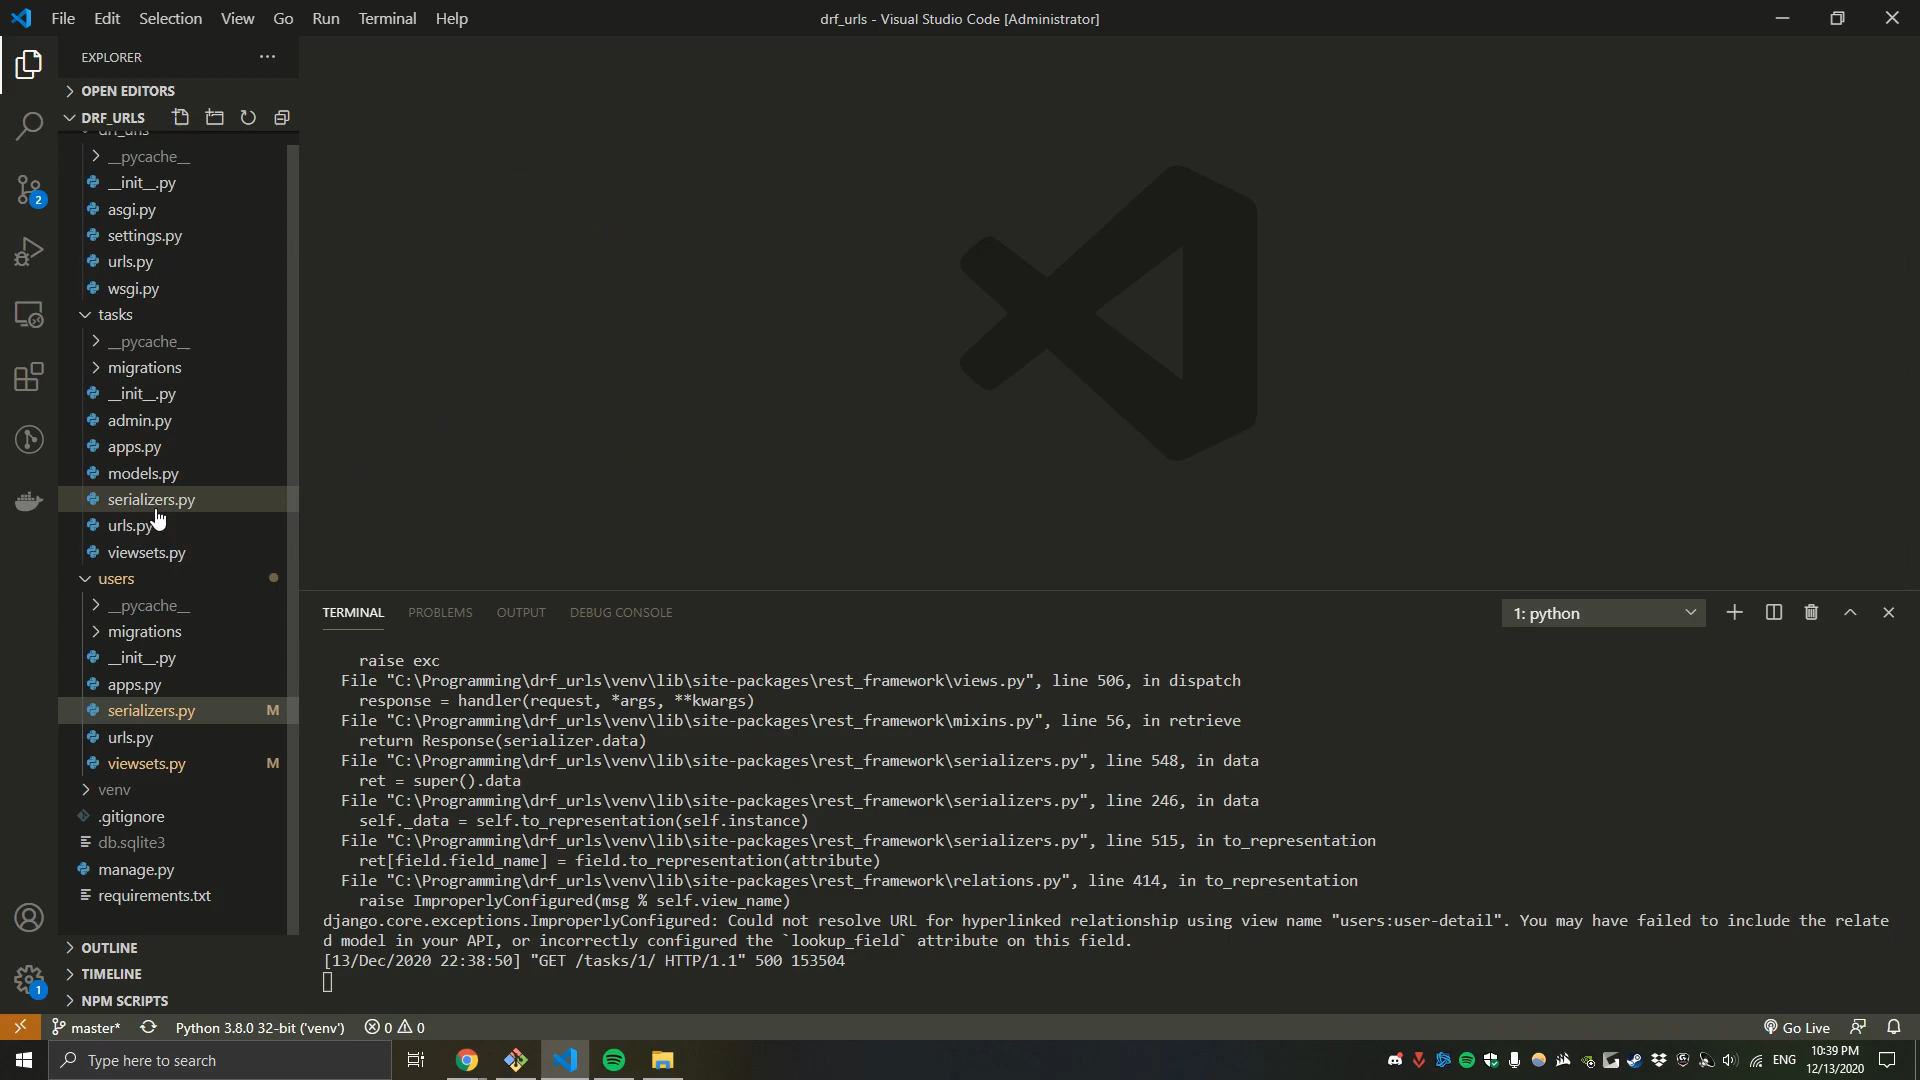 File Edit Selection View Go Run Terminal Help
drf_urls - Visual Studio Code [Administrator]
EXPLORER
OPEN EDITORS
DRF_URLS
drf_urls
__pycache__
__init__.py
asgi.py
settings.py
urls.py
wsgi.py
tasks
__pycache__
migrations
__init__.py
admin.py
apps.py
models.py
serializers.py
urls.py
viewsets.py
users
__pycache__
migrations
__init__.py
apps.py
serializers.py M
urls.py
viewsets.py M
venv
.gitignore
db.sqlite3
manage.py
requirements.txt
OUTLINE
TIMELINE
NPM SCRIPTS
2
1
TERMINAL PROBLEMS OUTPUT DEBUG CONSOLE
1: python
raise exc
File "C:\Programming\drf_urls\venv\lib\site-packages\rest_framework\views.py", line 506, in dispatch
response = handler(request, *args, **kwargs)
File "C:\Programming\drf_urls\venv\lib\site-packages\rest_framework\mixins.py", line 56, in retrieve
return Response(serializer.data)
File "C:\Programming\drf_urls\venv\lib\site-packages\rest_framework\serializers.py", line 548, in data
ret = super().data
File "C:\Programming\drf_urls\venv\lib\site-packages\rest_framework\serializers.py", line 246, in data
self._data = self.to_representation(self.instance)
File "C:\Programming\drf_urls\venv\lib\site-packages\rest_framework\serializers.py", line 515, in to_representation
ret[field.field_name] = field.to_representation(attribute)
File "C:\Programming\drf_urls\venv\lib\site-packages\rest_framework\relations.py", line 414, in to_representation
raise ImproperlyConfigured(msg % self.view_name)
django.core.exceptions.ImproperlyConfigured: Could not resolve URL for hyperlinked relationship using view name "users:user-detail". You may have failed to include the relate
d model in your API, or incorrectly configured the `lookup_field` attribute on this field.
[13/Dec/2020 22:38:50] "GET /tasks/1/ HTTP/1.1" 500 153504
master* Python 3.8.0 32-bit ('venv') 0 0
Go Live
Type here to search
ENG
10:39 PM
12/13/2020